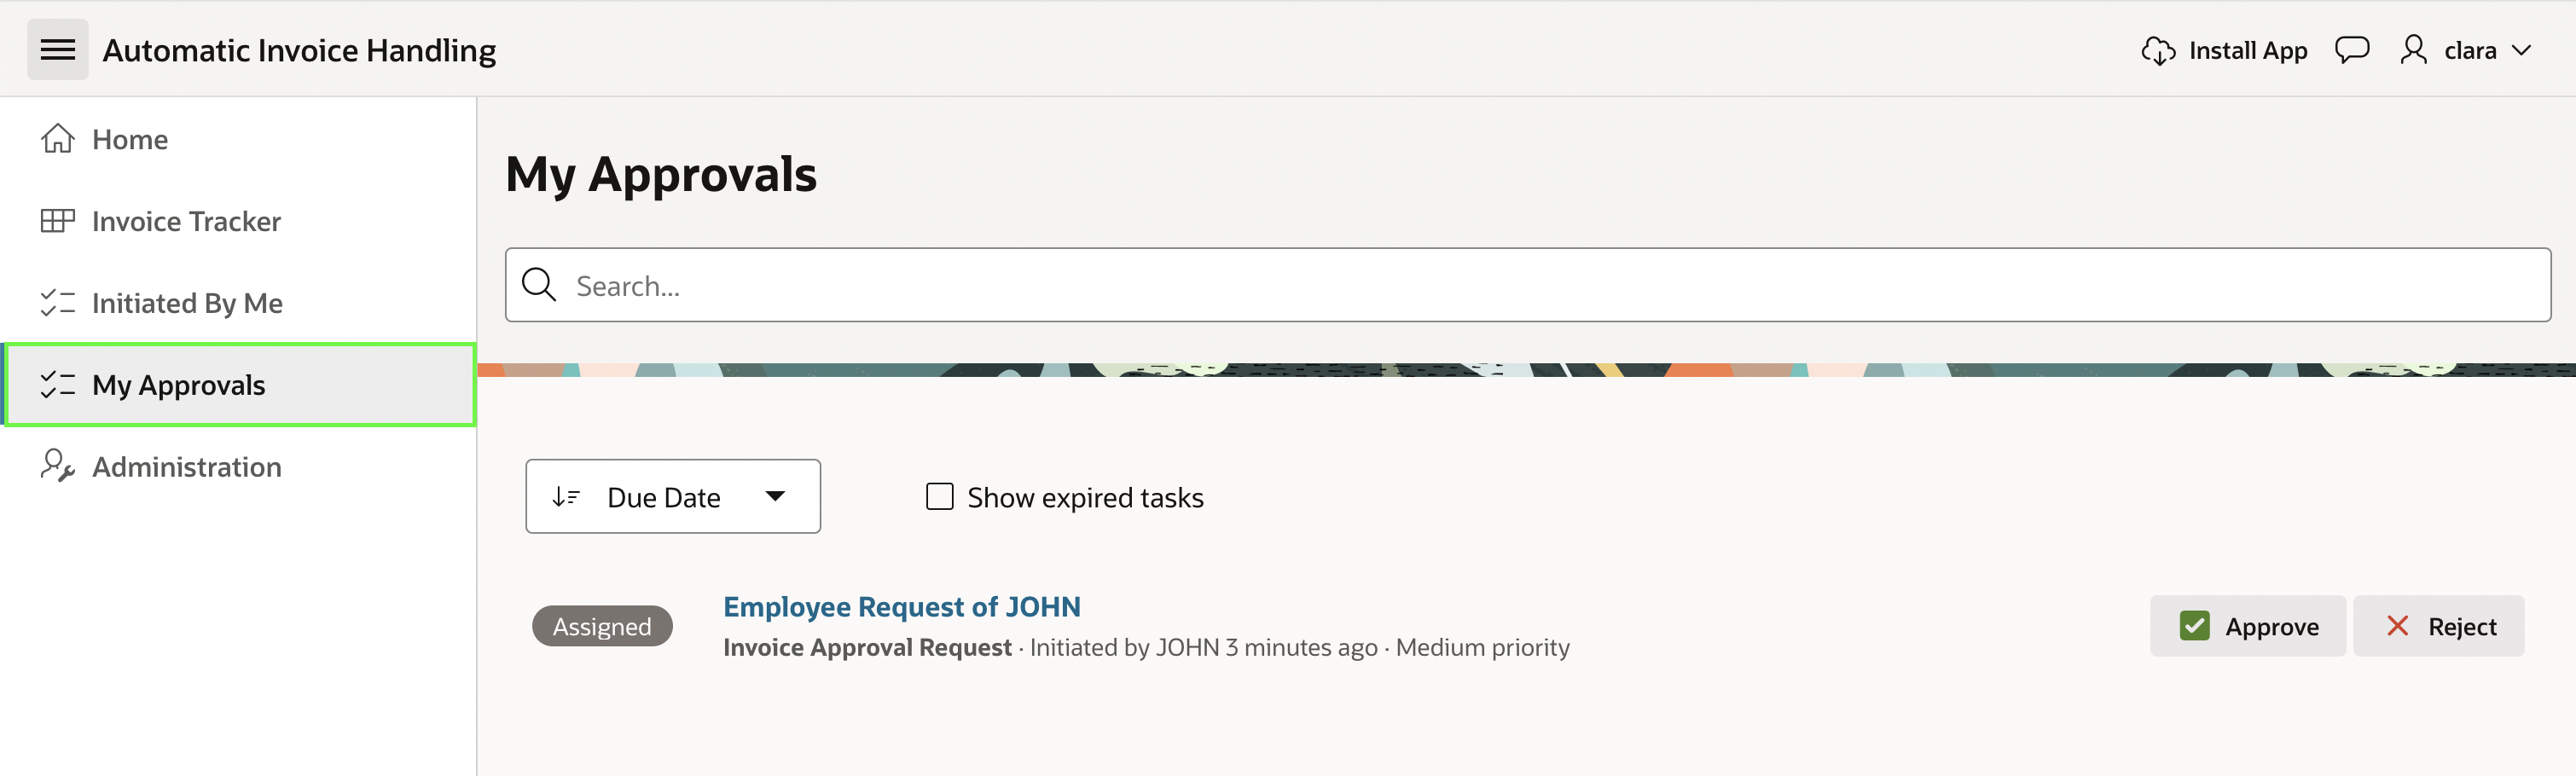 Automatic Invoice Handling
Install App
clara
Home
Invoice Tracker
Initiated By Me
My Approvals
Administration
My Approvals
Search...
Due Date
Show expired tasks
Assigned
Employee Request of JOHN
Invoice Approval Request · Initiated by JOHN 3 minutes ago · Medium priority
Approve
Reject